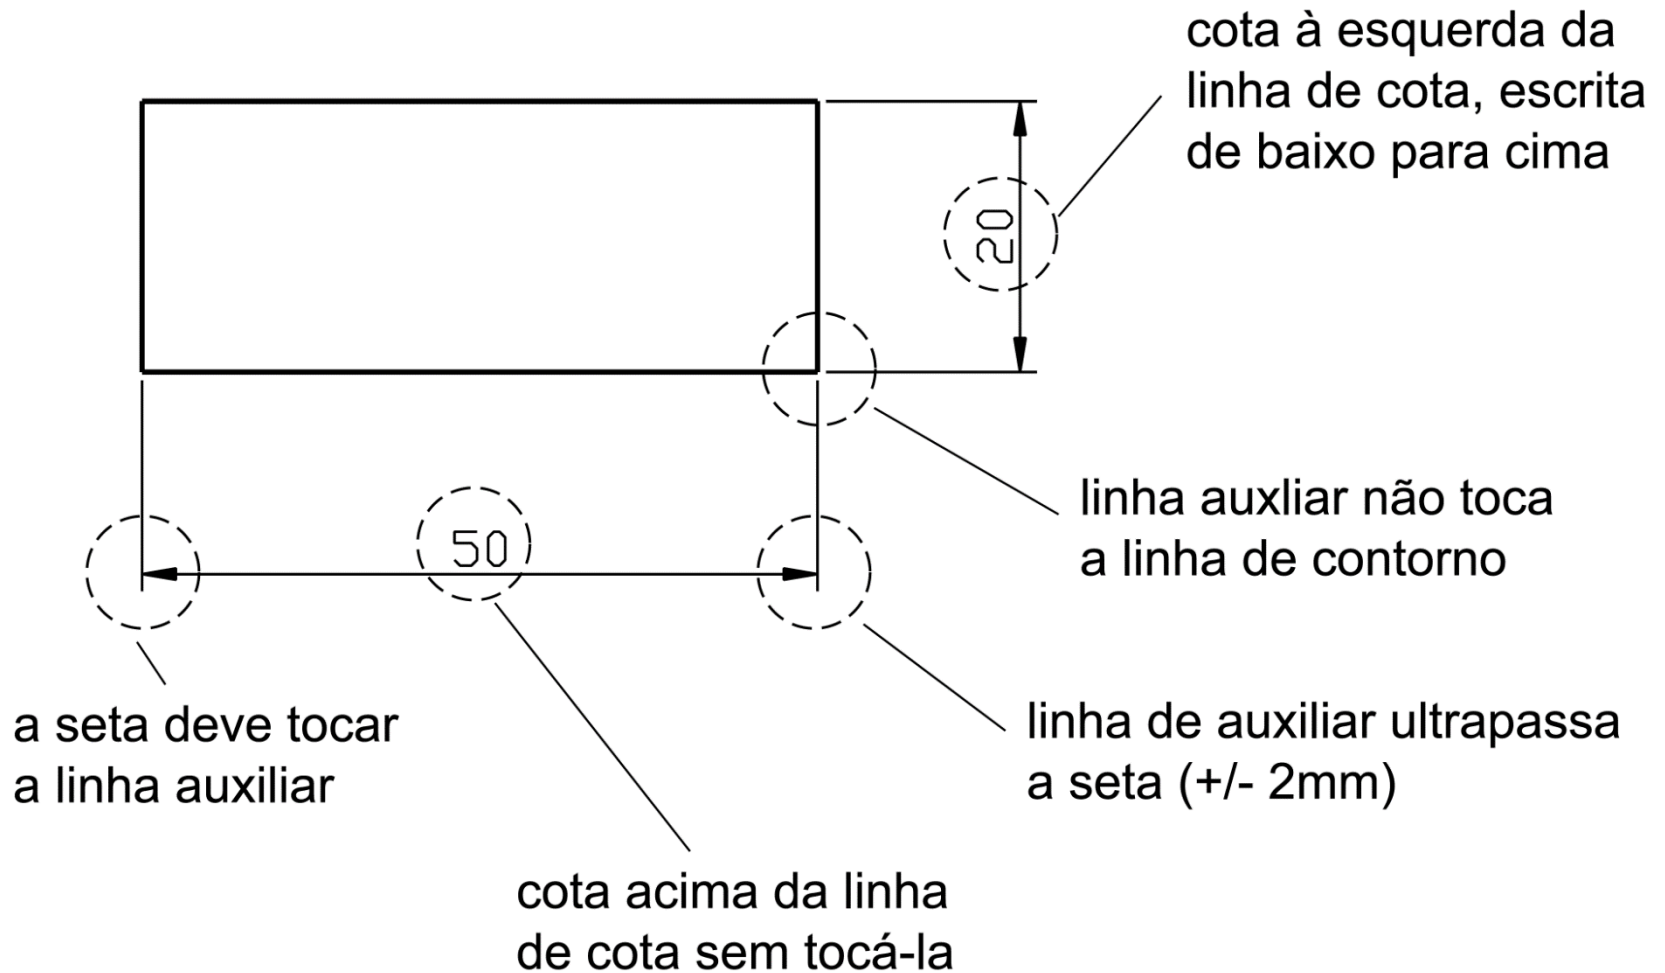 cota à esquerda da
linha de cota, escrita
de baixo para cima
20
linha auxliar não toca
a linha de contorno
50
a seta deve tocar
a linha auxiliar
linha de auxiliar ultrapassa
a seta (+/- 2mm)
cota acima da linha
de cota sem tocá-la